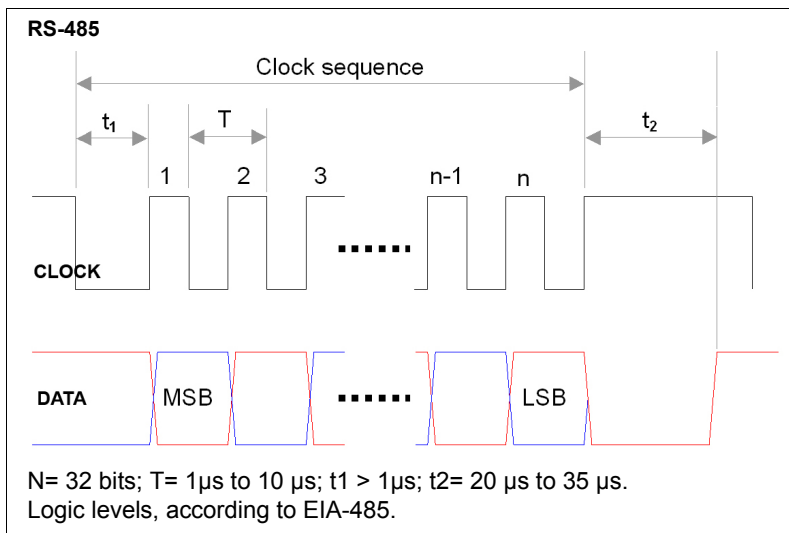 RS-485
Clock sequence
t₁ T t₂
1 2 3 n-1 n
CLOCK
DATA MSB LSB
N= 32 bits; T= 1µs to 10 µs; t1 > 1µs; t2= 20 µs to 35 µs.
Logic levels, according to EIA-485.